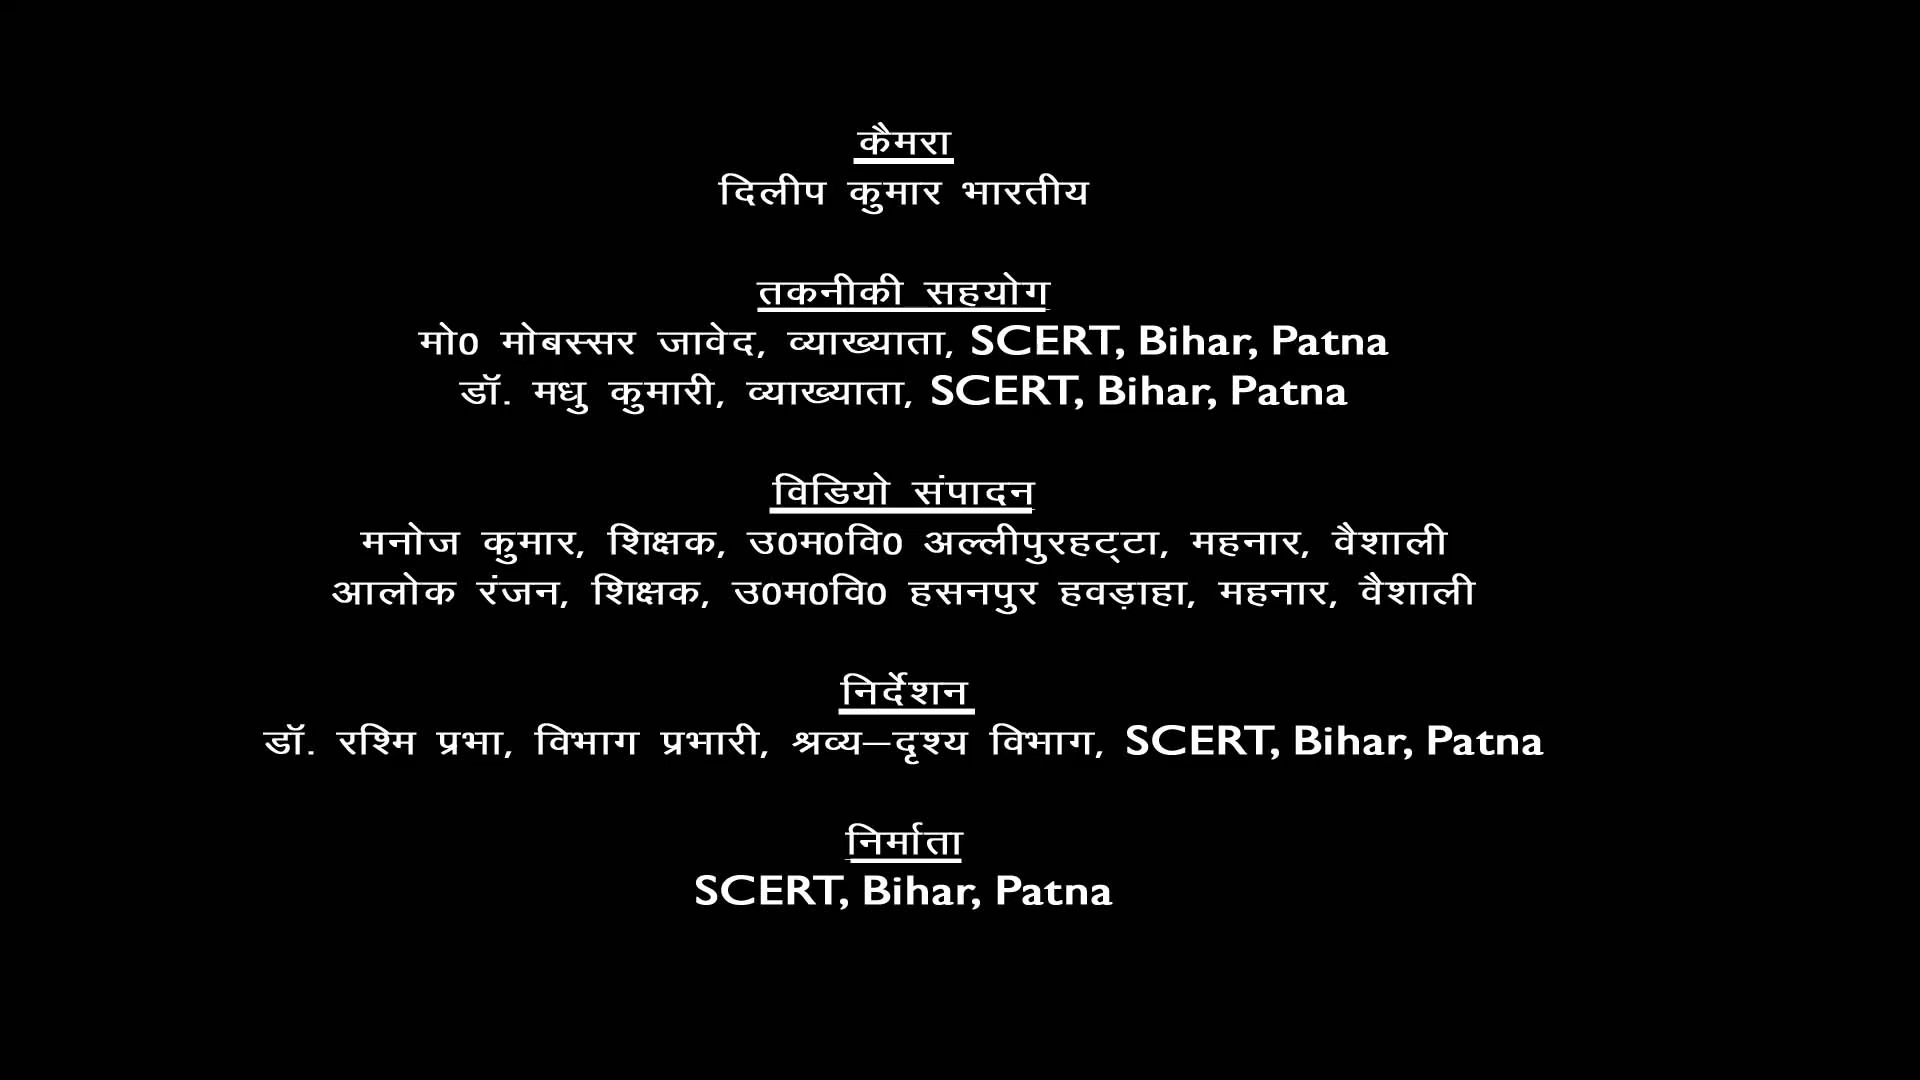 कैमरा
दिलीप कुमार भारतीय
तकनीकी सहयोग
मो0 मोबस्सर जावेद, व्याख्याता, SCERT, Bihar, Patna
डॉ. मधु कुमारी, व्याख्याता, SCERT, Bihar, Patna
विडियो संपादन
मनोज कुमार, शिक्षक, उ0म0वि0 अल्लीपुरहट्टा, महनार, वैशाली
आलोक रंजन, शिक्षक, उ0म0वि0 हसनपुर हवड़ाहा, महनार, वैशाली
निर्देशन
डॉ. रश्मि प्रभा, विभाग प्रभारी, श्रव्य–दृश्य विभाग, SCERT, Bihar, Patna
निर्माता
SCERT, Bihar, Patna